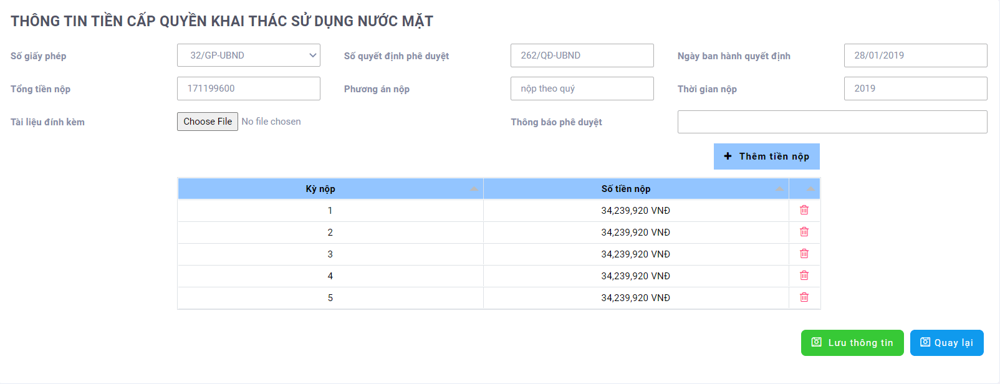 THÔNG TIN TIỀN CẤP QUYỀN KHAI THÁC SỬ DỤNG NƯỚC MẶT
Số giấy phép 32/GP-UBND Số quyết định phê duyệt 262/QĐ-UBND Ngày ban hành quyết định 28/01/2019
Tổng tiền nộp 171199600 Phương án nộp nộp theo quý Thời gian nộp 2019
Tài liệu đính kèm Choose File No file chosen Thông báo phê duyệt
Thêm tiền nộp
Kỳ nộp Số tiền nộp
1 34,239,920 VNĐ
2 34,239,920 VNĐ
3 34,239,920 VNĐ
4 34,239,920 VNĐ
5 34,239,920 VNĐ
Lưu thông tin Quay lại